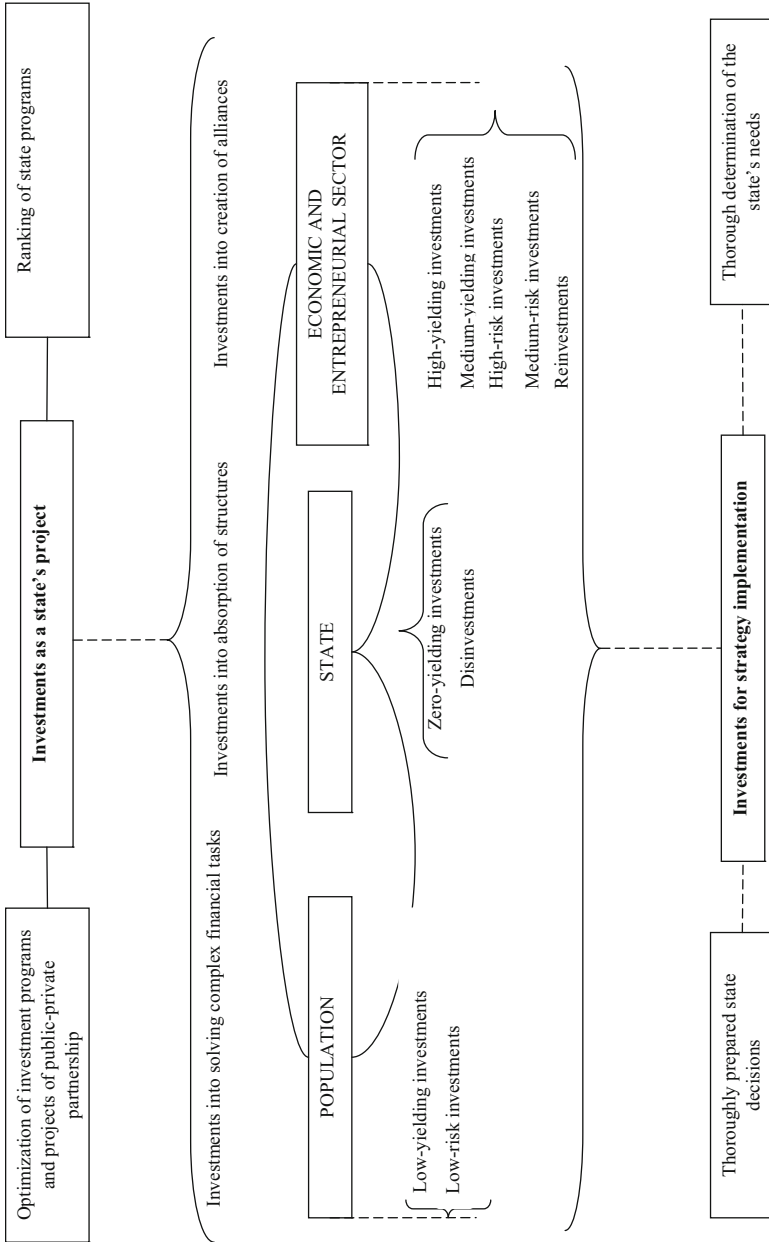 Optimization of investment programs
and projects of public-private
partnership
Investments as a state’s project
Ranking of state programs
Investments into solving complex financial tasks
Investments into absorption of structures
Investments into creation of alliances
POPULATION
STATE
ECONOMIC AND
ENTREPRENEURIAL SECTOR
Low-yielding investments
Low-risk investments
Zero-yielding investments
Disinvestments
High-yielding investments
Medium-yielding investments
High-risk investments
Medium-risk investments
Reinvestments
Thoroughly prepared state
decisions
Investments for strategy implementation
Thorough determination of the
state’s needs